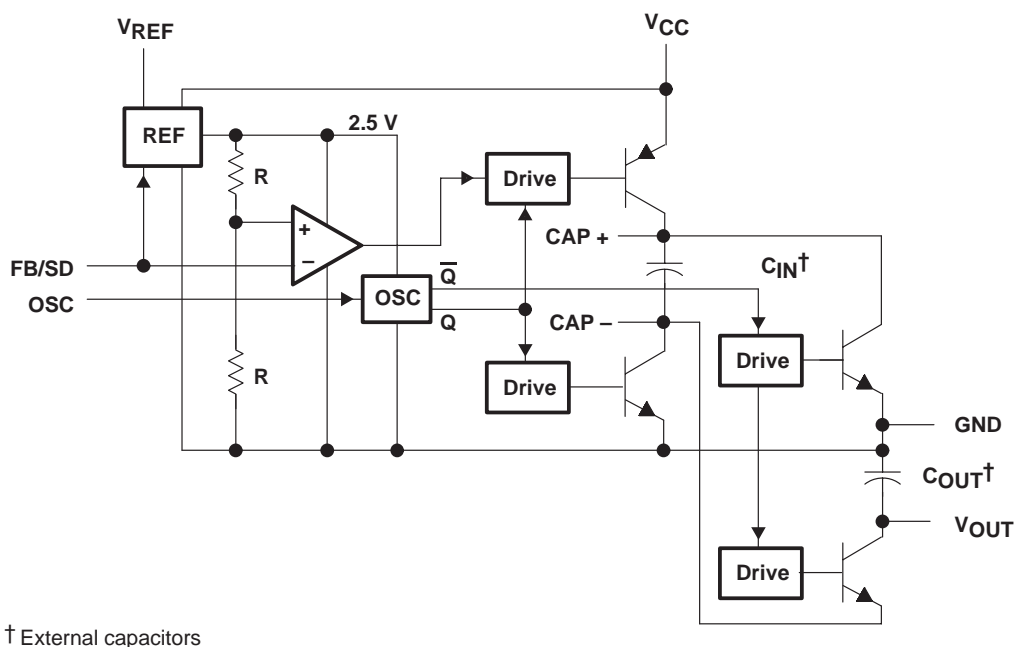 VREF
VCC
REF
2.5 V
R
Drive
+
−
CAP +
FB/SD
CIN†
Q̅
OSC
OSC
Q
CAP –
Drive
R
Drive
GND
COUT†
VOUT
Drive
† External capacitors